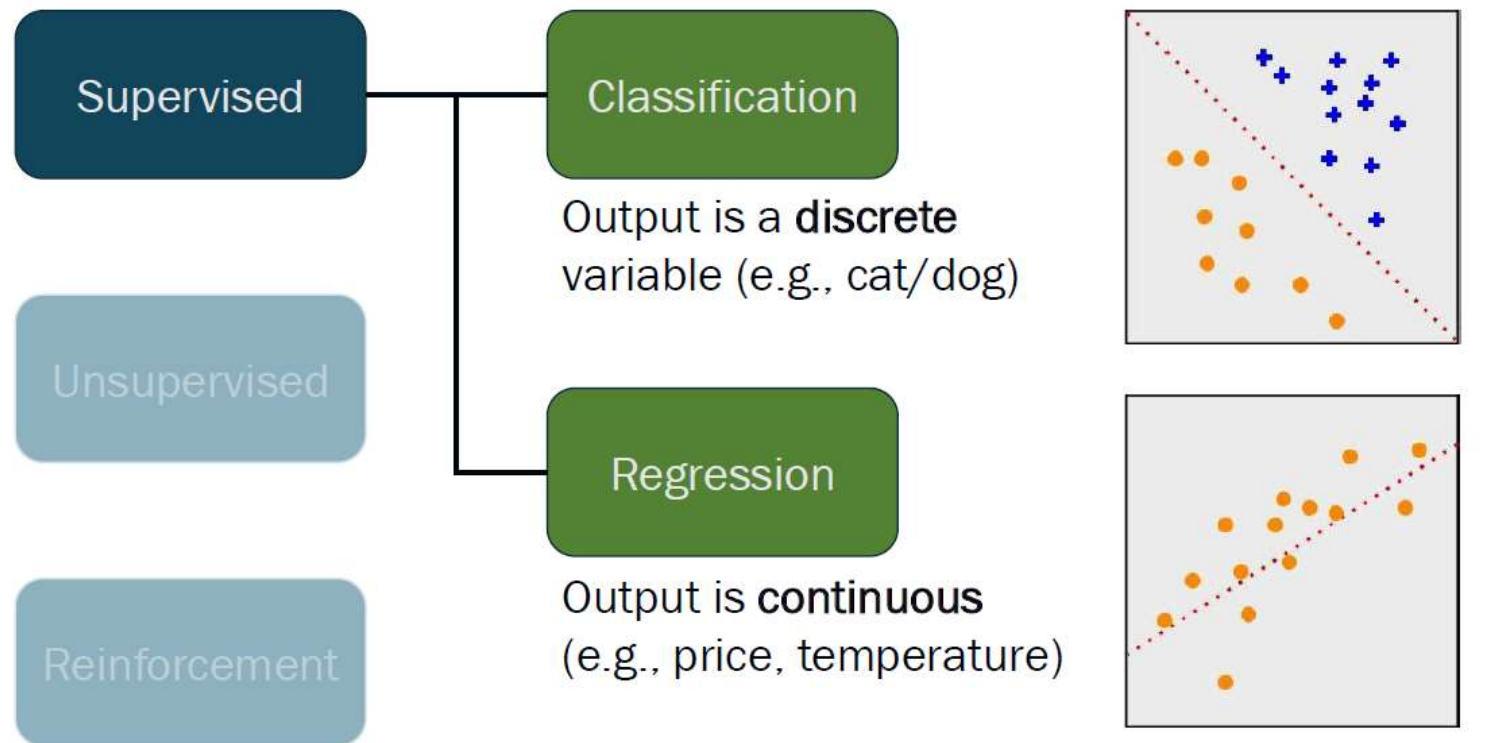 Supervised
Classification
Output is a discrete
variable (e.g., cat/dog)
Unsupervised
Regression
Output is continuous
(e.g., price, temperature)
Reinforcement